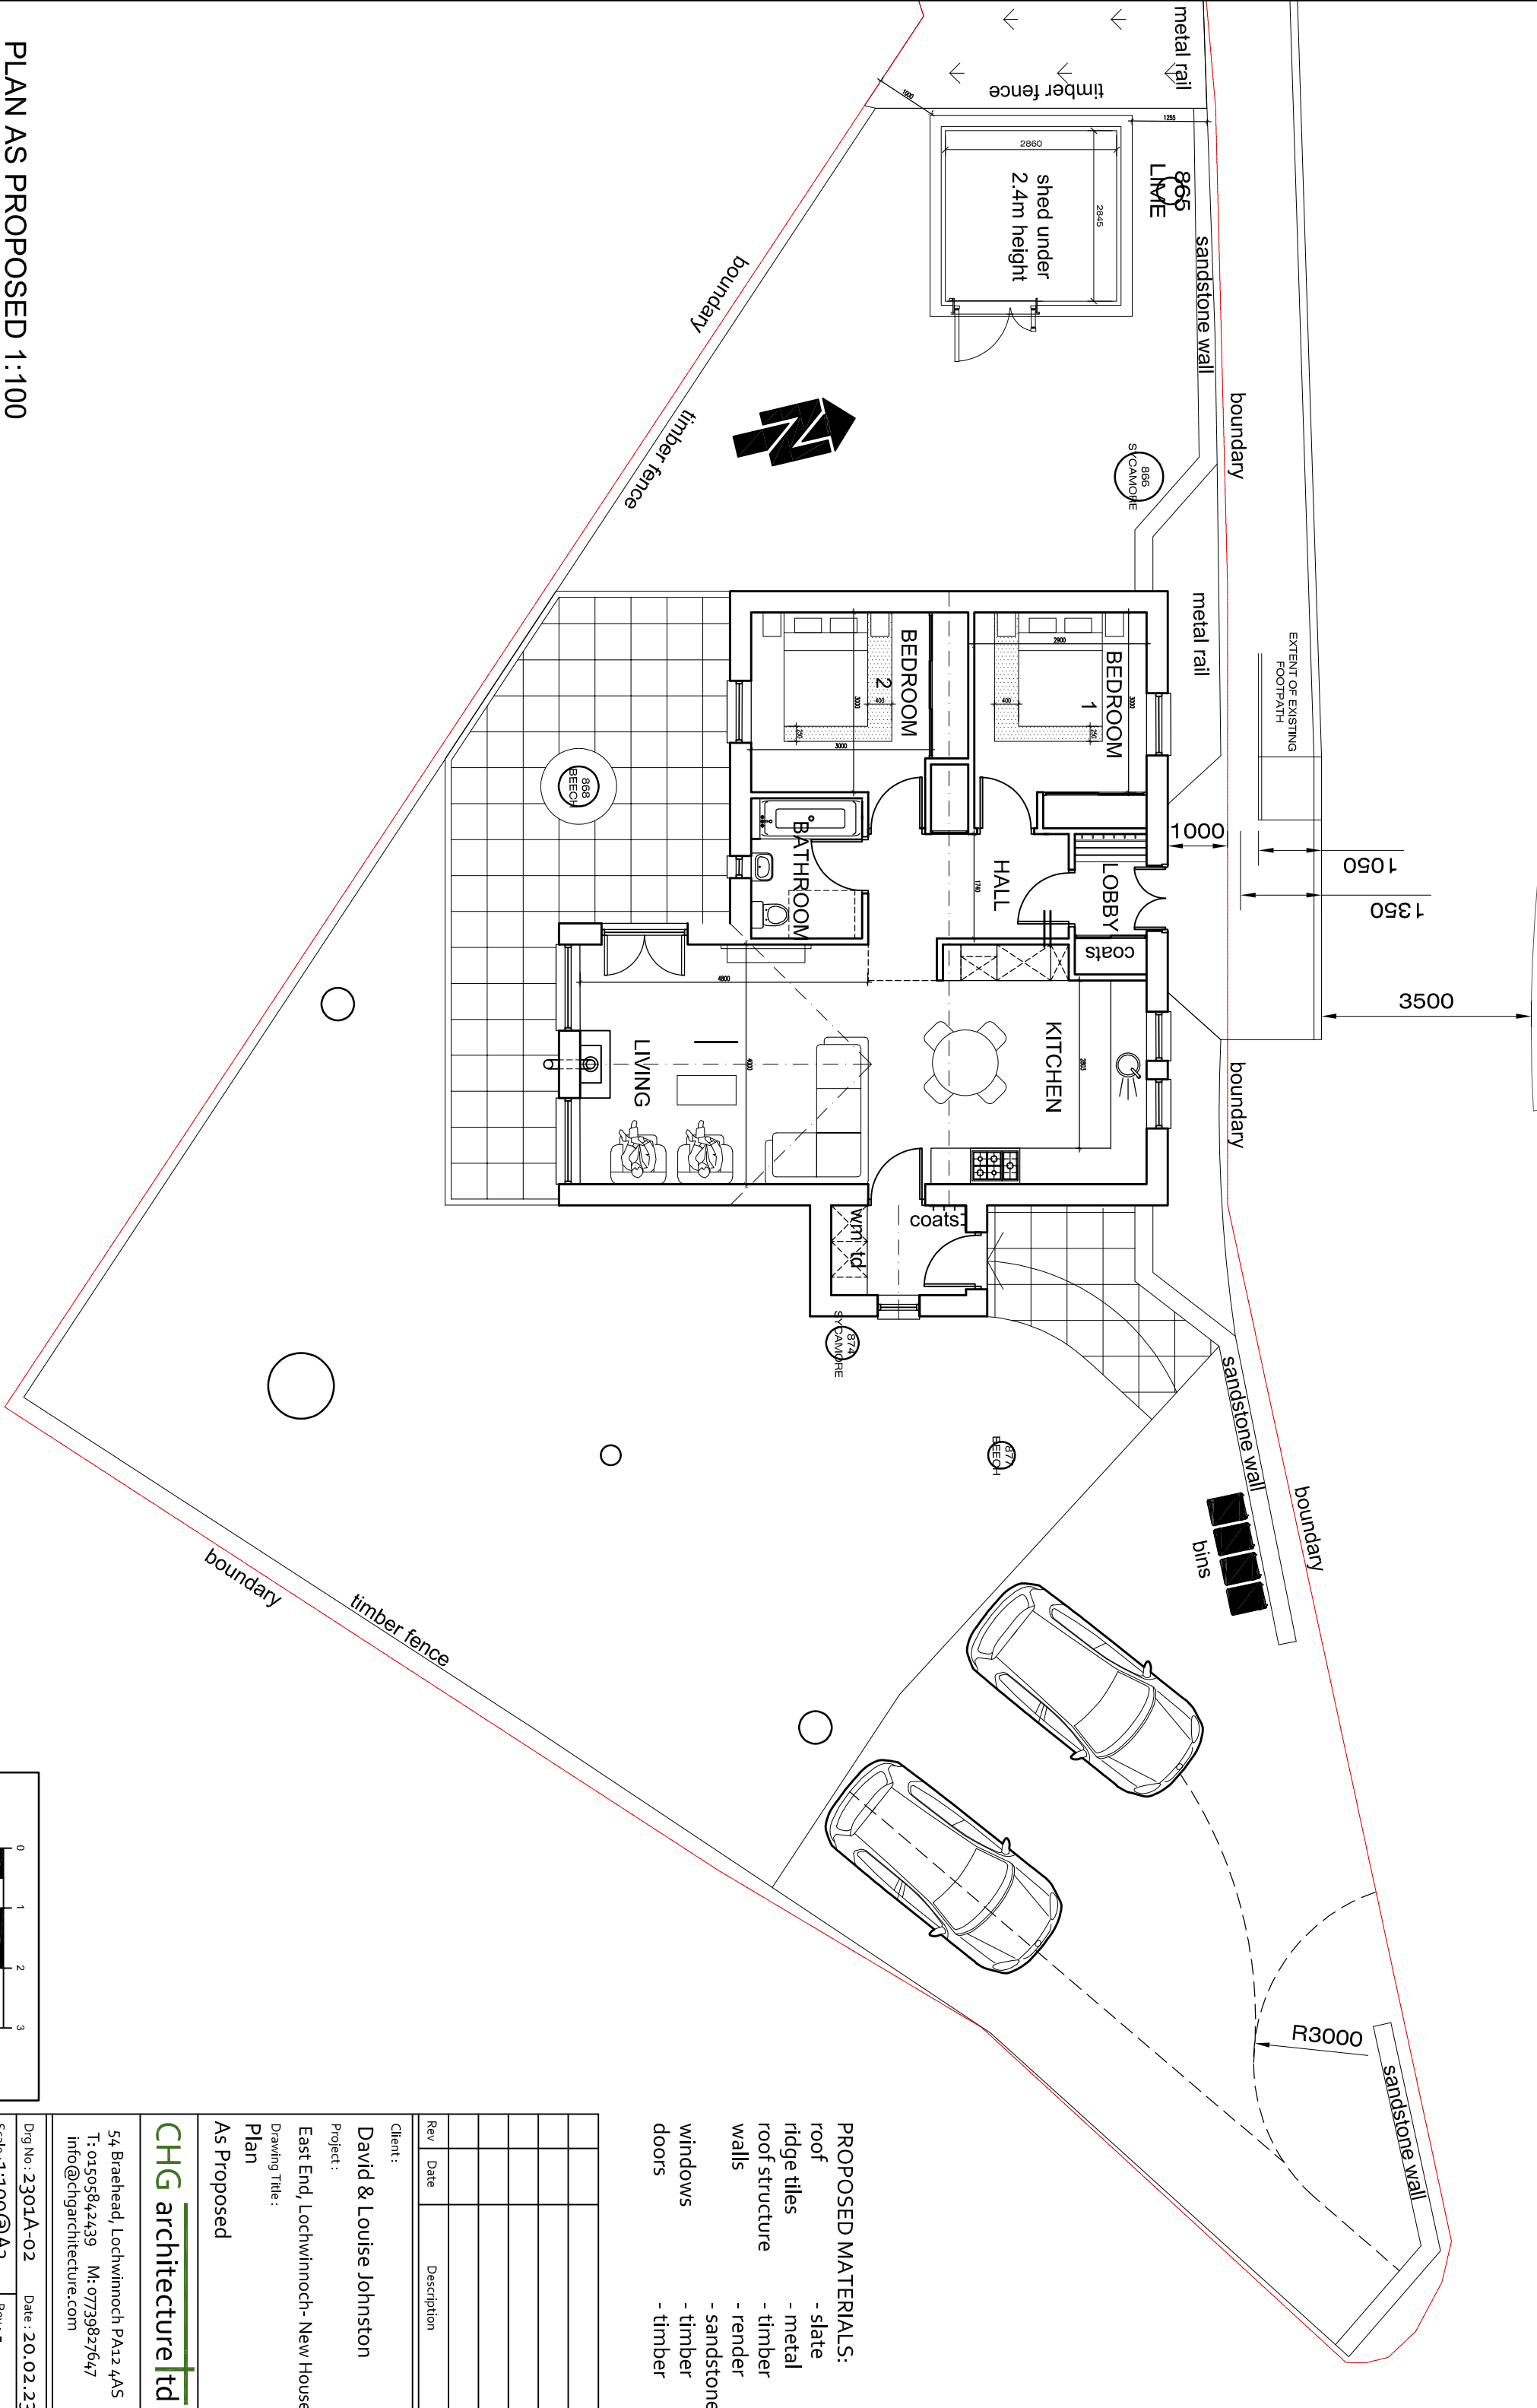 PLAN AS PROPOSED 1:100
metal rail
timber fence
1000
1255
2860
2845
shed under
2.4m height
865
LIME
sandstone wall
boundary
boundary
timber fence
N
866
SYCAMORE
metal rail
EXTENT OF EXISTING
FOOTPATH
1000
1050
1350
3500
BEDROOM
1
2900
3000
400
250
BEDROOM
2
3000
400
250
3000
868
BEECH
BATHROOM
HALL
1740
LOBBY
coats
KITCHEN
2803
4800
4000
LIVING
boundary
coats
wm td
874
SYCAMORE
877
BEECH
sandstone wall
boundary
bins
boundary
timber fence
R3000
sandstone wall
0 1 2 3
PROPOSED MATERIALS:
roof - slate
ridge tiles - metal
roof structure - timber
walls - render
- sandstone
windows - timber
doors - timber
Rev Date Description
Client :
David & Louise Johnston
Project :
East End, Lochwinnoch- New House
Drawing Title :
Plan
As Proposed
CHG architecture ltd
54 Braehead, Lochwinnoch PA12 4AS
T: 01505842439 M: 07739827647
info@chgarchitecture.com
Drg No : 2301A-02 Date : 20.02.23